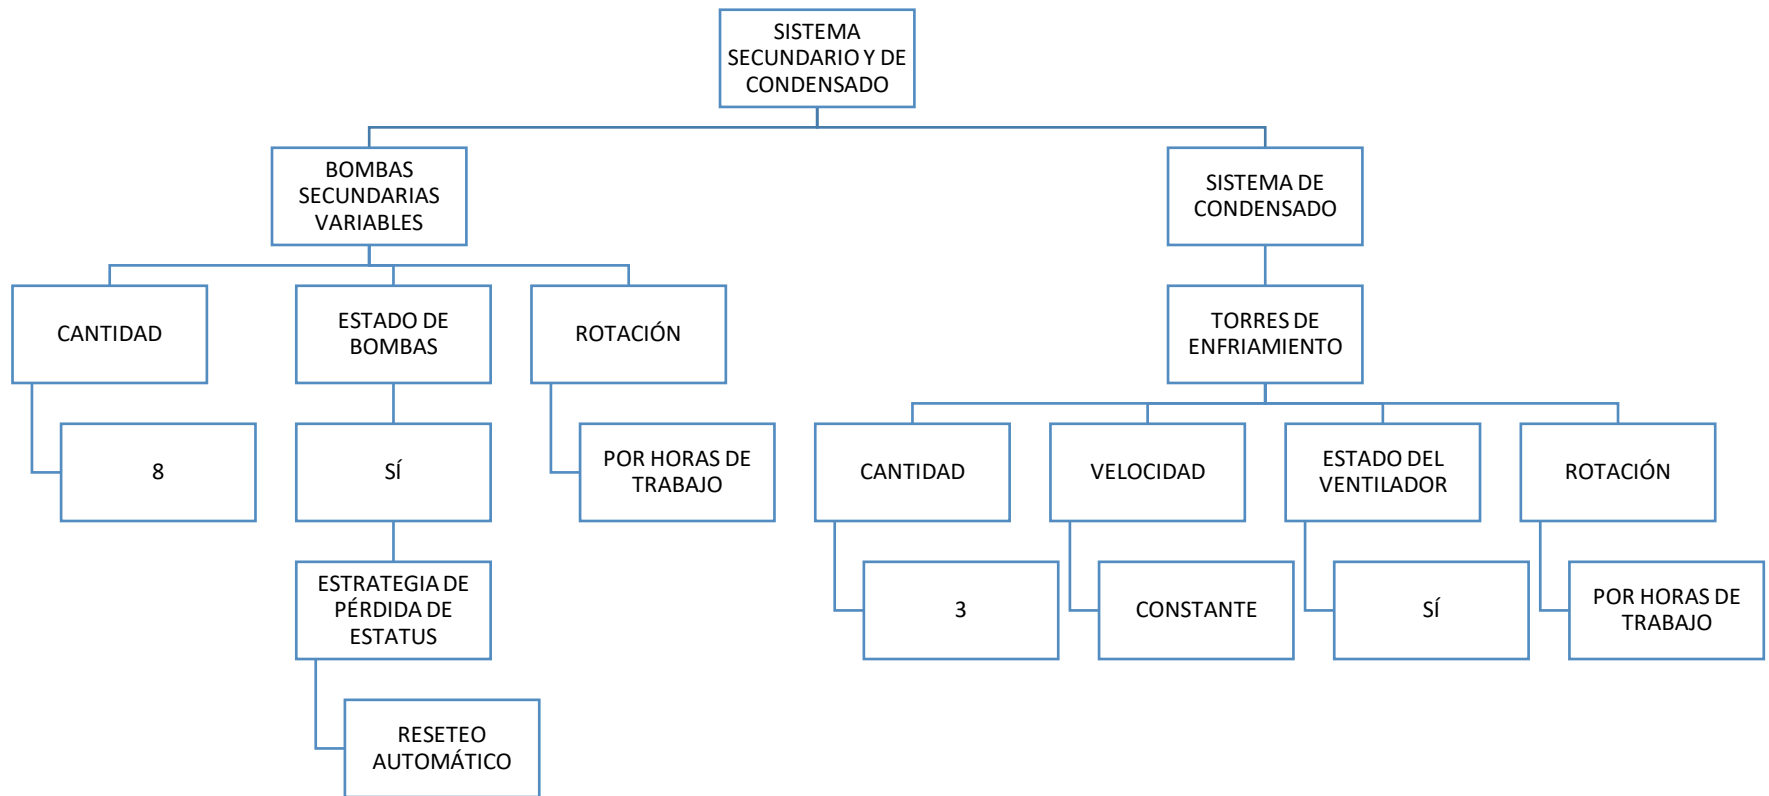 SISTEMA
SECUNDARIO Y DE
CONDENSADO
BOMBAS
SECUNDARIAS
VARIABLES
SISTEMA DE
CONDENSADO
CANTIDAD
ESTADO DE
BOMBAS
ROTACIÓN
TORRES DE
ENFRIAMIENTO
8
SÍ
POR HORAS DE
TRABAJO
CANTIDAD
VELOCIDAD
ESTADO DEL
VENTILADOR
ROTACIÓN
ESTRATEGIA DE
PÉRDIDA DE
ESTATUS
3
CONSTANTE
SÍ
POR HORAS DE
TRABAJO
RESETEO
AUTOMÁTICO